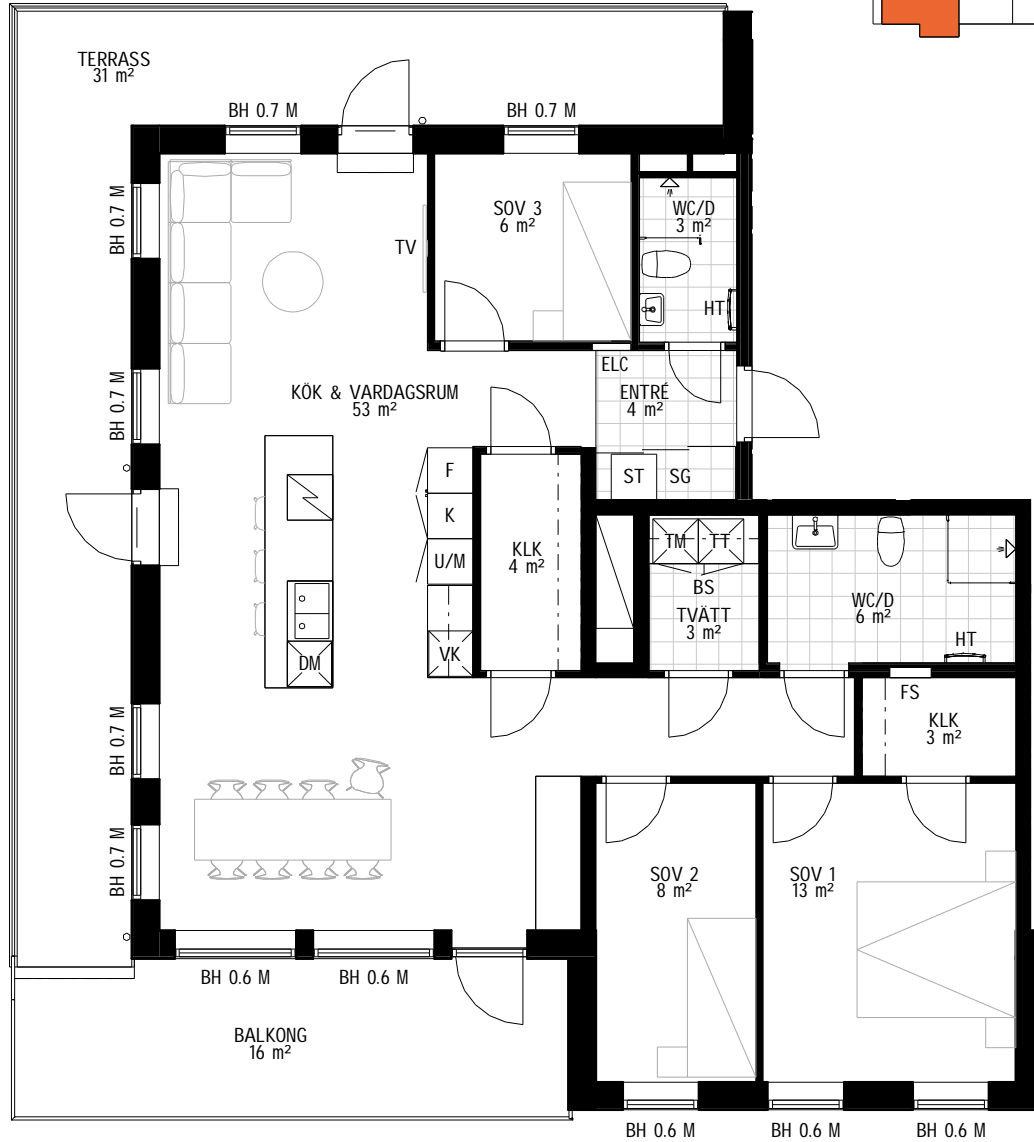 TERRASS
31 m²
BH 0.7 M
BH 0.7 M
BH 0.7 M
SOV 3
6 m²
WC/D
3 m²
TV
HT
ELC
BH 0.7 M
KÖK & VARDAGSRUM
53 m²
ENTRÉ
4 m²
F
ST
SG
K
U/M
KLK
4 m²
TM
TT
BS
TVÄTT
3 m²
WC/D
6 m²
HT
DM
VK
FS
KLK
3 m²
BH 0.7 M
BH 0.7 M
SOV 2
8 m²
SOV 1
13 m²
BH 0.6 M
BH 0.6 M
BALKONG
16 m²
BH 0.6 M
BH 0.6 M
BH 0.6 M